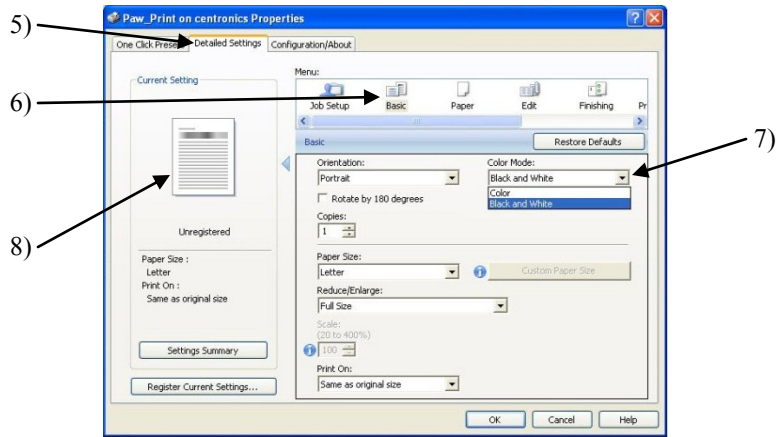 Paw_Print on centronics Properties
5)
One Click Prese
Detailed Settings
Configuration/About
Current Setting
Menu:
6)
Job Setup
Basic
Paper
Edit
Finishing
Pr
Basic
Restore Defaults
7)
Orientation:
Color Mode:
Portrait
Black and White
Color
Black and White
Rotate by 180 degrees
Copies:
1
8)
Unregistered
Paper Size :
Letter
Print On :
Same as original size
Paper Size:
Letter
Custom Paper Size
Reduce/Enlarge:
Full Size
Scale:
(20 to 400%)
100
Settings Summary
Print On:
Same as original size
Register Current Settings...
OK
Cancel
Help